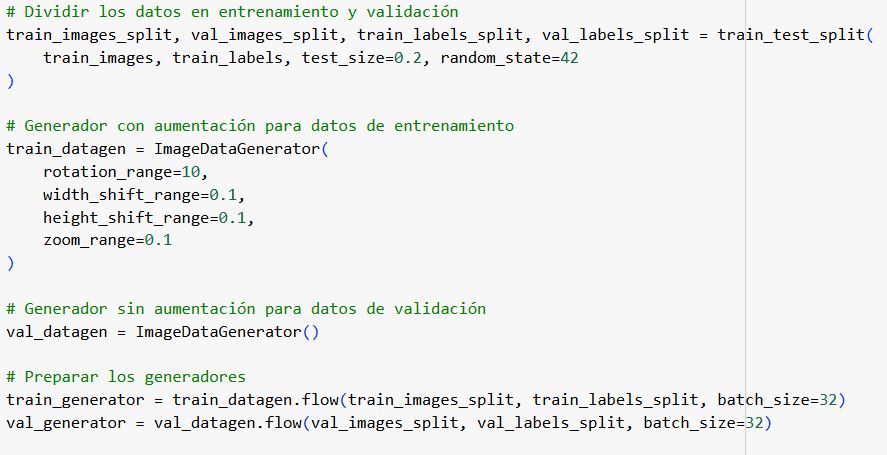 # Dividir los datos en entrenamiento y validación
train_images_split, val_images_split, train_labels_split, val_labels_split = train_test_split(
    train_images, train_labels, test_size=0.2, random_state=42
)

# Generador con aumentación para datos de entrenamiento
train_datagen = ImageDataGenerator(
    rotation_range=10,
    width_shift_range=0.1,
    height_shift_range=0.1,
    zoom_range=0.1
)

# Generador sin aumentación para datos de validación
val_datagen = ImageDataGenerator()

# Preparar los generadores
train_generator = train_datagen.flow(train_images_split, train_labels_split, batch_size=32)
val_generator = val_datagen.flow(val_images_split, val_labels_split, batch_size=32)